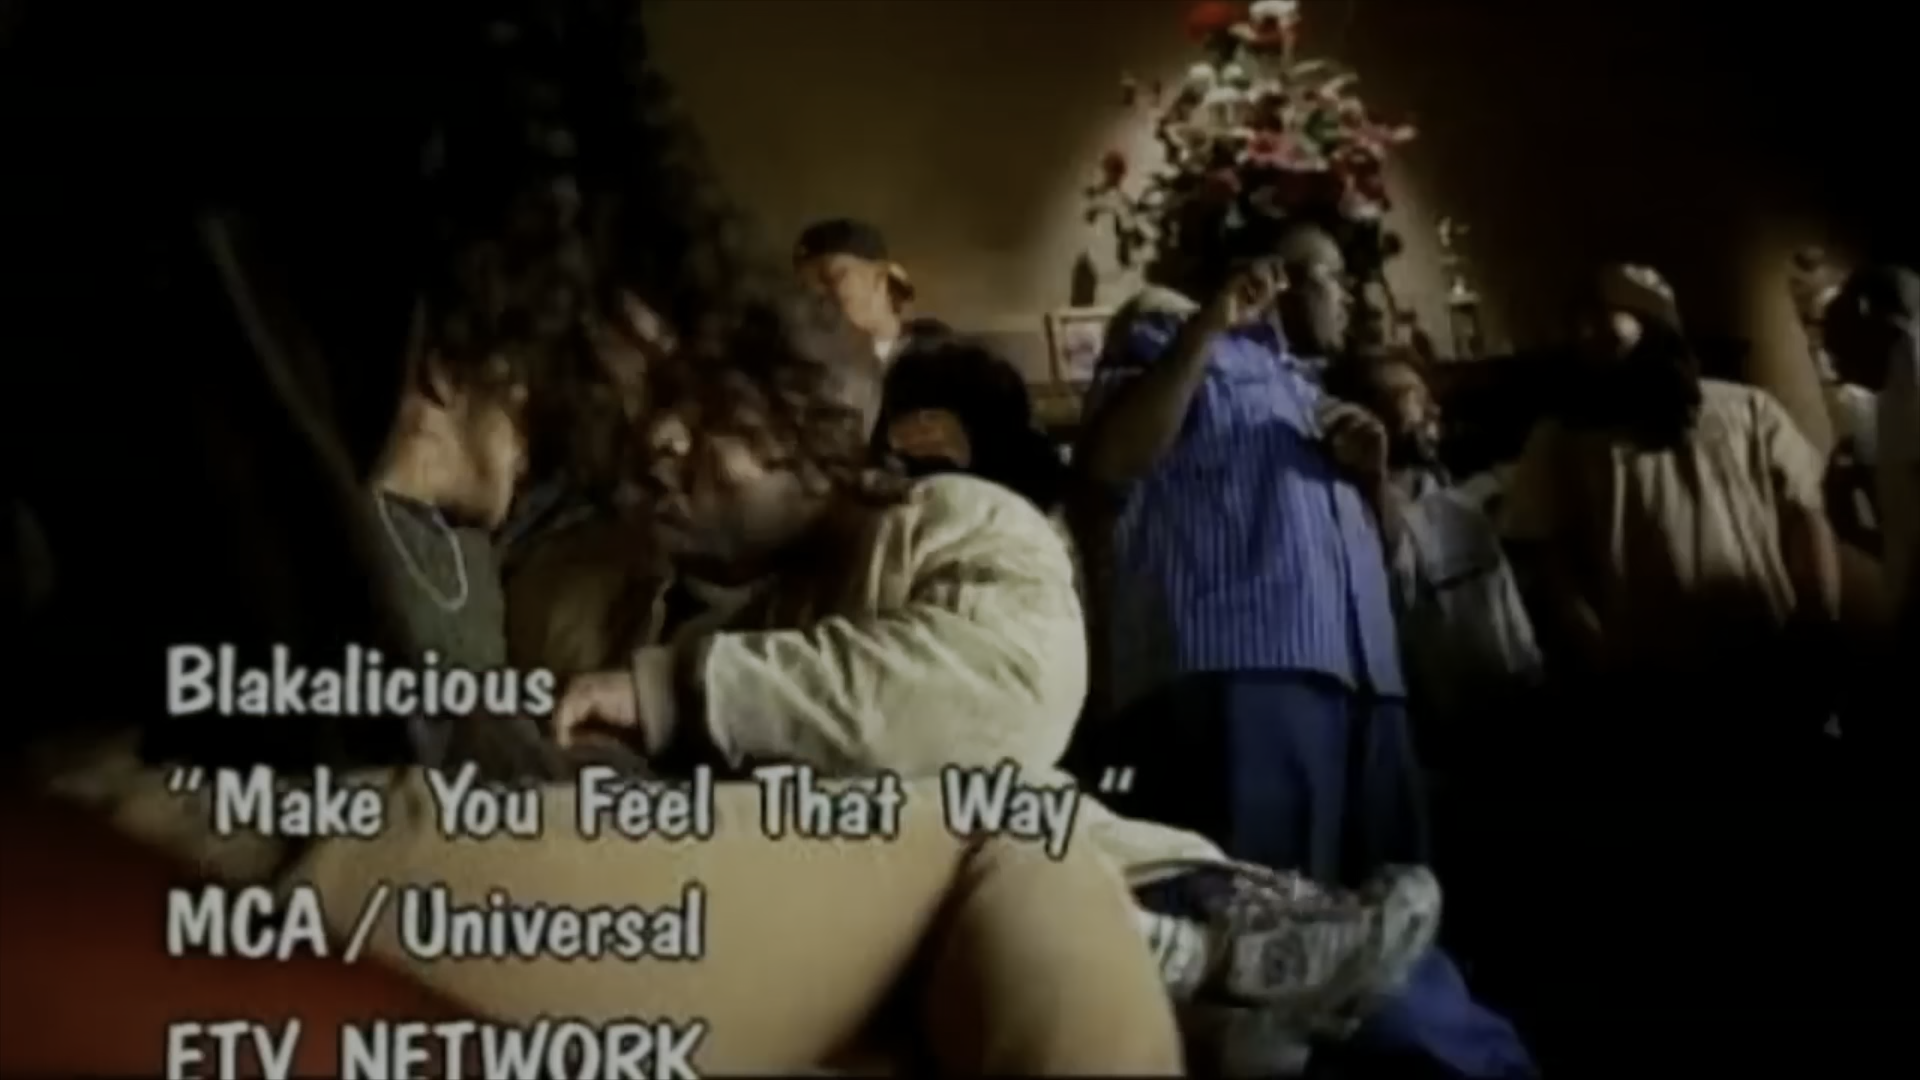 Blakalicious
“Make You Feel That Way“
MCA/Universal
ETV NETWORK